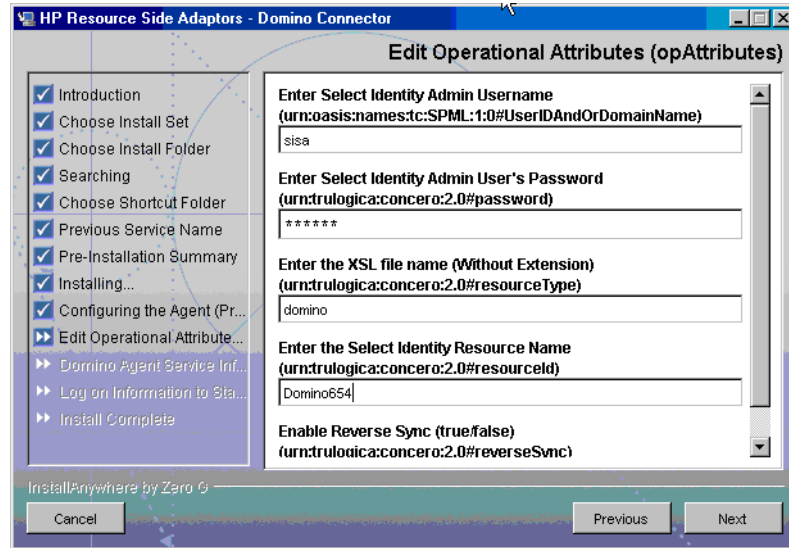 HP Resource Side Adaptors - Domino Connector
Edit Operational Attributes (opAttributes)
Introduction
Choose Install Set
Choose Install Folder
Searching
Choose Shortcut Folder
Previous Service Name
Pre-Installation Summary
Installing...
Configuring the Agent (Pr...
Edit Operational Attribute...
Domino Agent Service Inf...
Log on Information to Sta...
Install Complete
Enter Select Identity Admin Username
(urn:oasis:names:tc:SPML:1:0#UserIDAndOrDomainName)
sisa
Enter Select Identity Admin User's Password
(urn:trulogica:concero:2.0#password)
******
Enter the XSL file name (Without Extension)
(urn:trulogica:concero:2.0#resourceType)
domino
Enter the Select Identity Resource Name
(urn:trulogica:concero:2.0#resourceId)
Domino654
Enable Reverse Sync (true/false)
(urn:trulogica:concero:2.0#reverseSync)
InstallAnywhere by Zero G
Cancel
Previous
Next